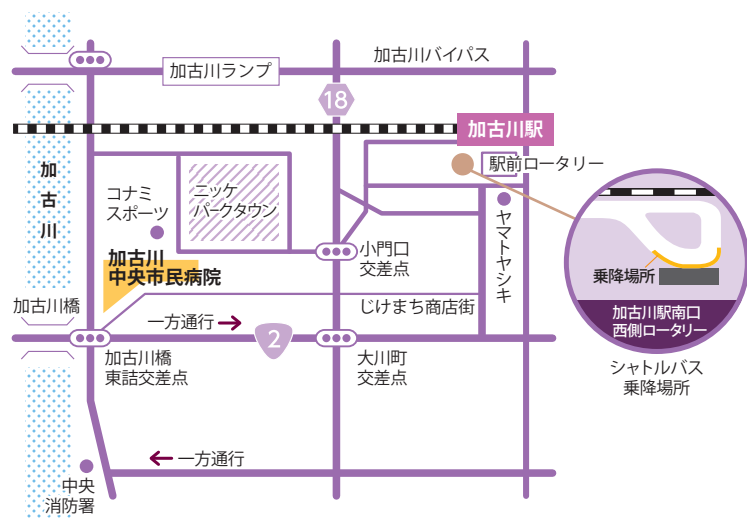 加古川バイパス
加古川ランプ
18
加古川駅
駅前ロータリー
加古川
コナミ
スポーツ
ニッケ
パークタウン
ヤマトヤシキ
加古川
中央市民病院
小門口
交差点
乗降場所
加古川駅南口
西側ロータリー
シャトルバス
乗降場所
加古川橋
じけまち商店街
一方通行
2
加古川橋
東詰交差点
大川町
交差点
一方通行
中央
消防署